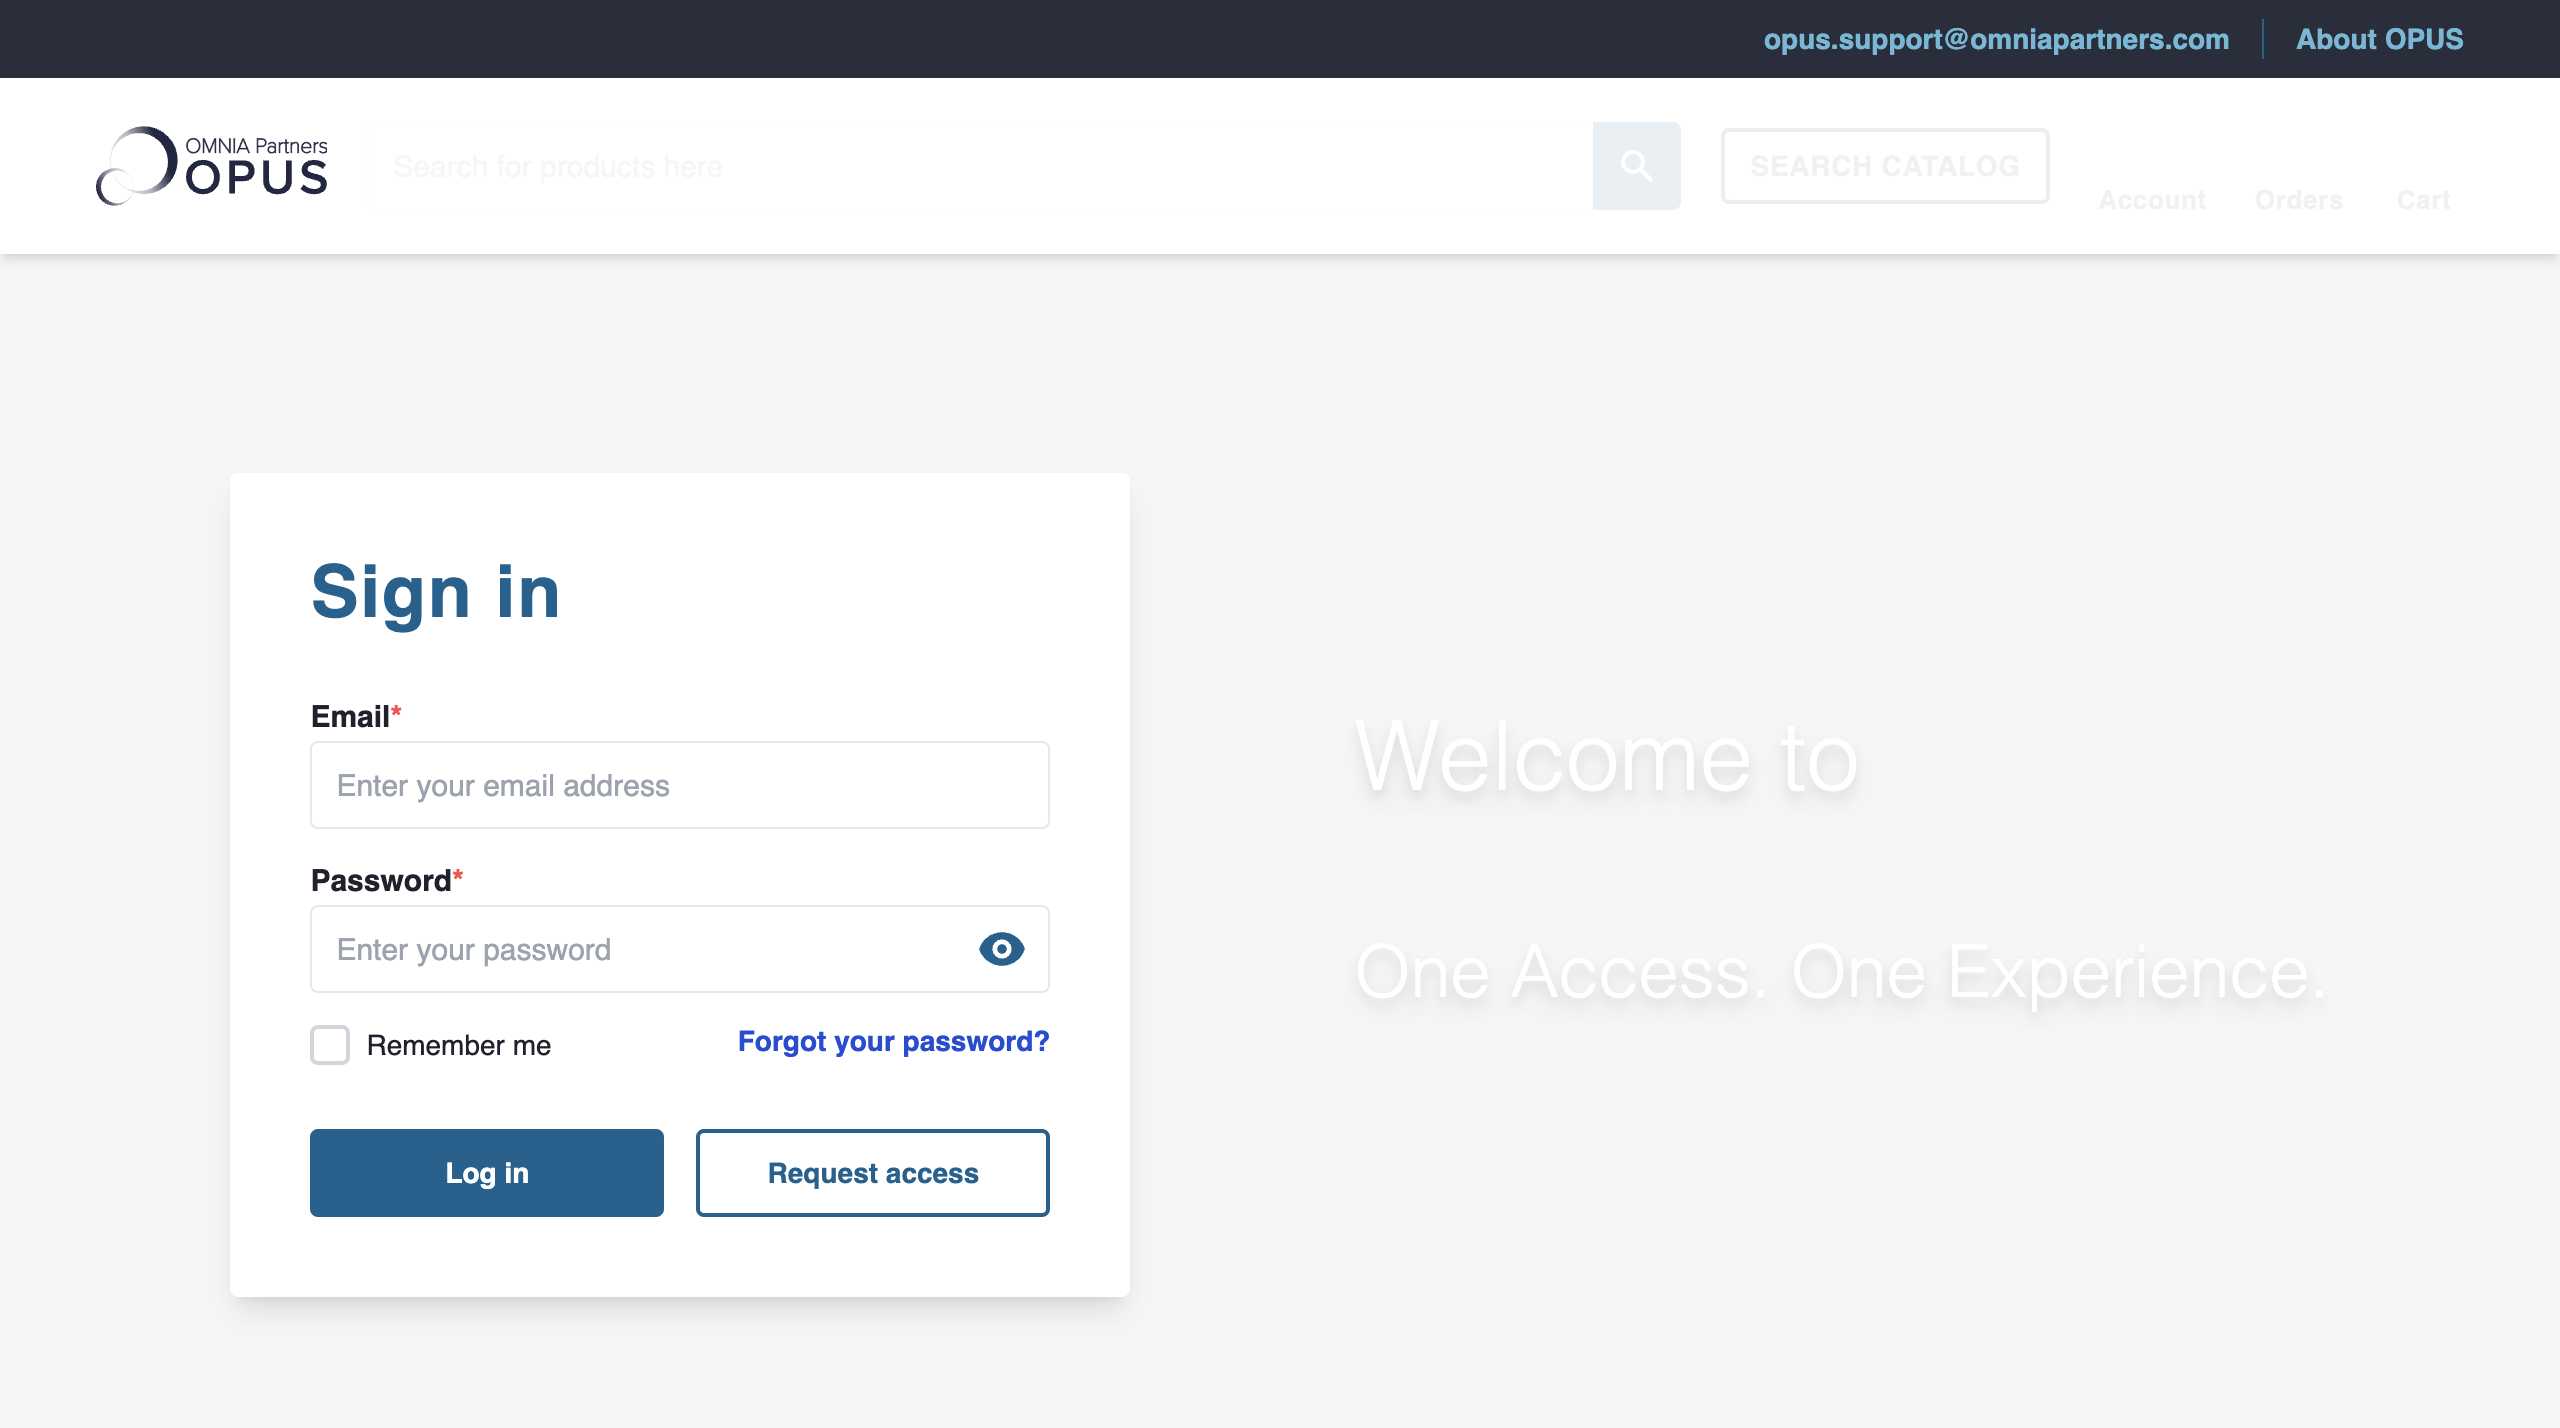 opus.support@omniapartners.com
About OPUS
OMNIA Partners
OPUS
Search for products here
SEARCH CATALOG
Account
Orders
Cart
Sign in
Email*
Enter your email address
Password*
Enter your password
Remember me
Forgot your password?
Log in
Request access
Welcome to
One Access. One Experience.